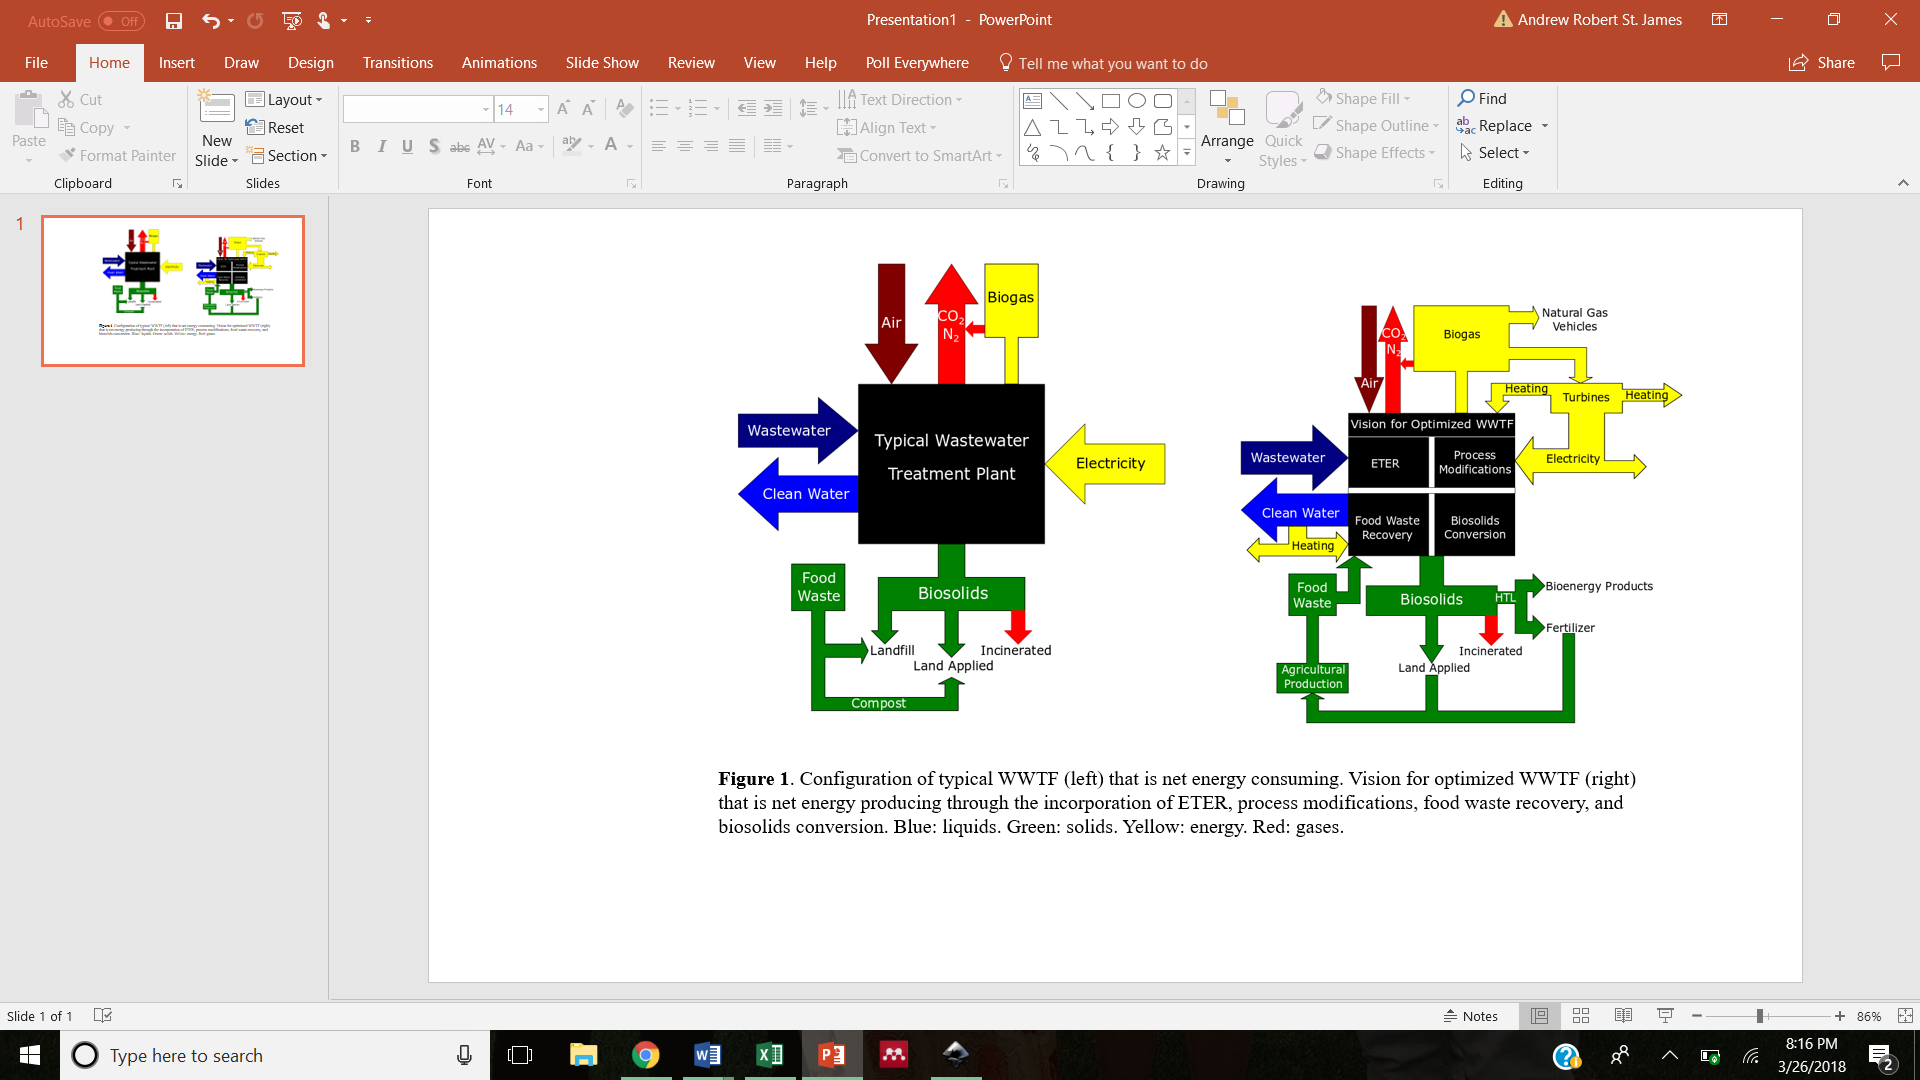 AutoSave Off
Presentation1 - PowerPoint
Andrew Robert St. James
File Home Insert Draw Design Transitions Animations Slide Show Review View Help Poll Everywhere Tell me what you want to do
Share
Paste
Cut
Copy
Format Painter
Clipboard
New
Slide
Layout
Reset
Section
Slides
14
B I U S abc AV Aa
ab A
Font
Text Direction
Align Text
Convert to SmartArt
Paragraph
Arrange
Quick
Styles
Shape Fill
Shape Outline
Shape Effects
Drawing
Find
Replace
Select
Editing
1
Air
CO2
N2
Biogas
Wastewater
Clean Water
Typical Wastewater
Treatment Plant
Electricity
Food
Waste
Biosolids
Landfill
Land Applied
Incinerated
Compost
Air
CO2
N2
Biogas
Natural Gas
Vehicles
Heating
Turbines
Heating
Vision for Optimized WWTF
Wastewater
ETER
Process
Modifications
Electricity
Clean Water
Heating
Food Waste
Recovery
Biosolids
Conversion
Food
Waste
Biosolids
HTL
Bioenergy Products
Fertilizer
Incinerated
Land Applied
Agricultural
Production
Figure 1. Configuration of typical WWTF (left) that is net energy consuming. Vision for optimized WWTF (right)
that is net energy producing through the incorporation of ETER, process modifications, food waste recovery, and
biosolids conversion. Blue: liquids. Green: solids. Yellow: energy. Red: gases.
Slide 1 of 1
Notes
86%
Type here to search
8:16 PM
3/26/2018
2